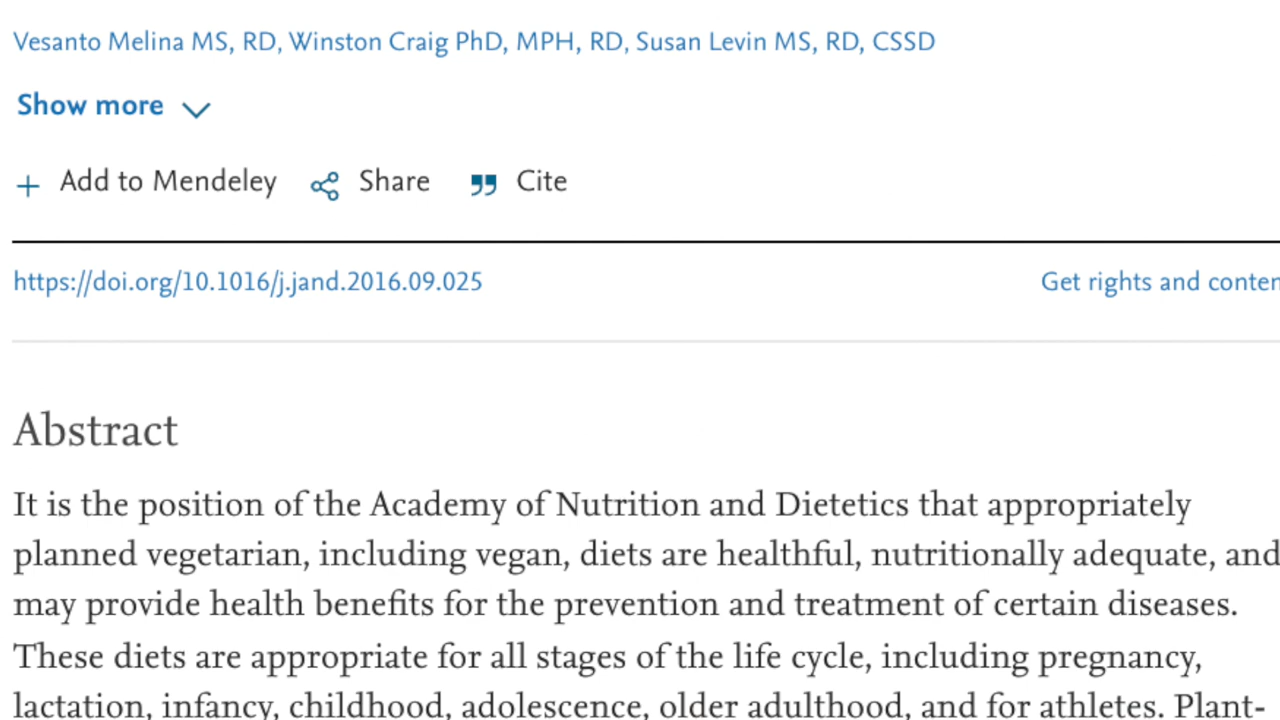 Vesanto Melina MS, RD, Winston Craig PhD, MPH, RD, Susan Levin MS, RD, CSSD
Show more
Add to Mendeley Share Cite
https://doi.org/10.1016/j.jand.2016.09.025 Get rights and conten
Abstract
It is the position of the Academy of Nutrition and Dietetics that appropriately
planned vegetarian, including vegan, diets are healthful, nutritionally adequate, and
may provide health benefits for the prevention and treatment of certain diseases.
These diets are appropriate for all stages of the life cycle, including pregnancy,
lactation, infancy, childhood, adolescence, older adulthood, and for athletes. Plant-